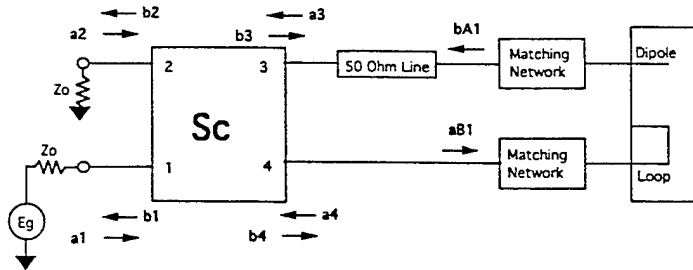 b2
a2
a3
b3
bA1
Zo
2
3
50 Ohm Line
Matching
Network
Dipole
Sc
Zo
aB1
1
4
Matching
Network
Loop
Eg
b1
a1
a4
b4